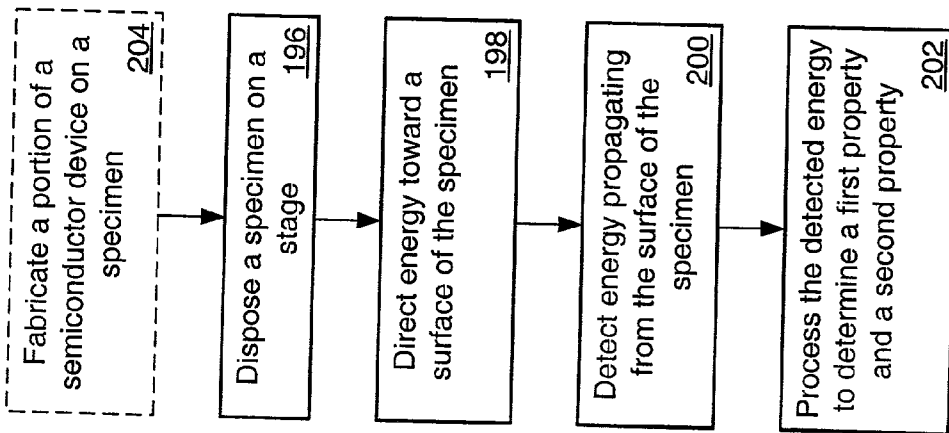 Fabricate a portion of a
semiconductor device on a
specimen
204
Dispose a specimen on a
stage
196
Direct energy toward a
surface of the specimen
198
Detect energy propagating
from the surface of the
specimen
200
Process the detected energy
to determine a first property
and a second property
202